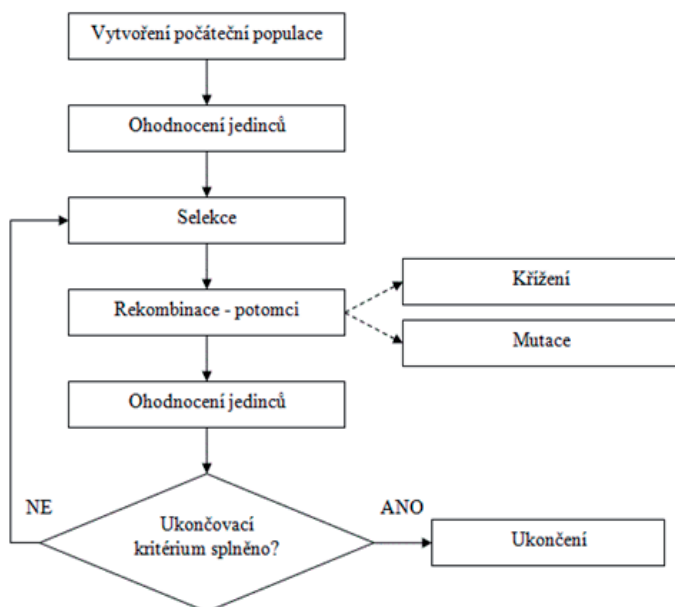 Vytvoření počáteční populace
Ohodnocení jedinců
Selekce
Rekombinace - potomci
Křížení
Mutace
Ohodnocení jedinců
NE
ANO
Ukončovací
kritérium splněno?
Ukončení